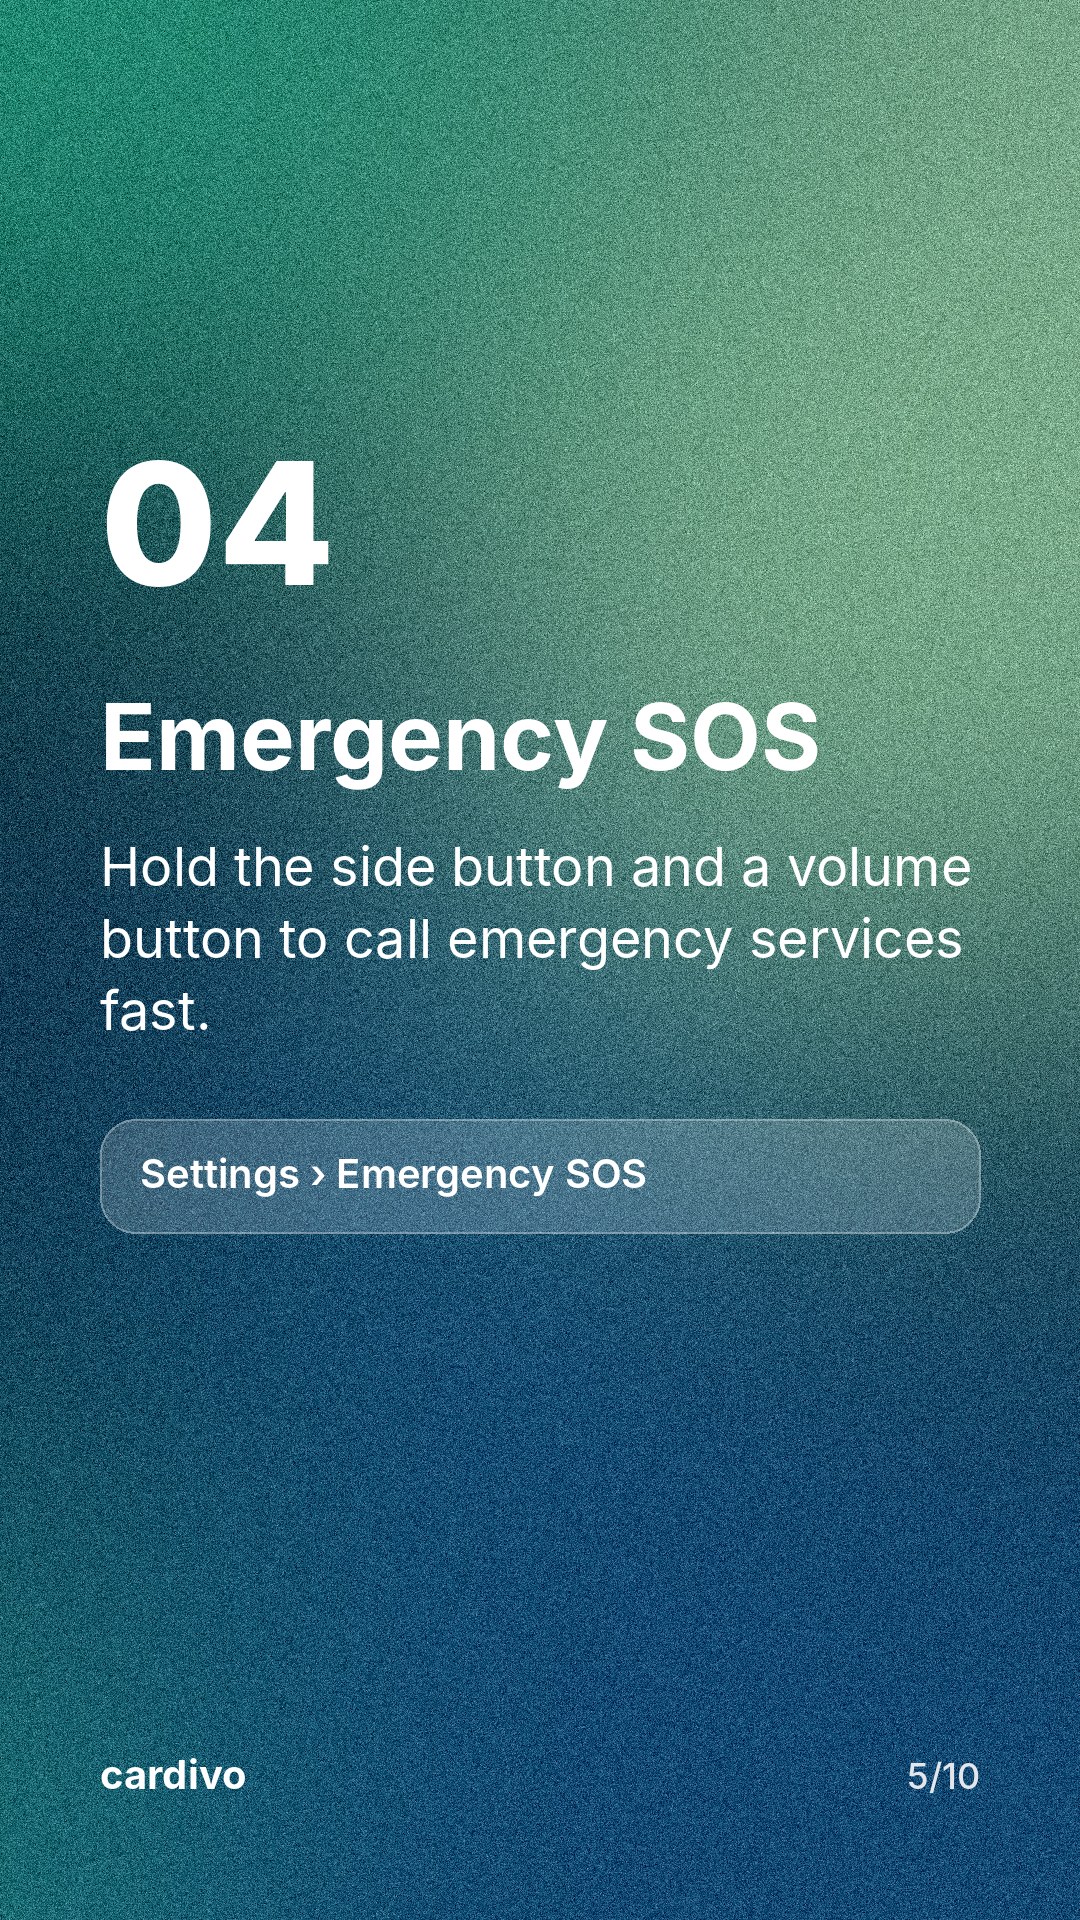 04
Emergency SOS
Hold the side button and a volume
button to call emergency services
fast.
Settings › Emergency SOS
cardivo
5/10